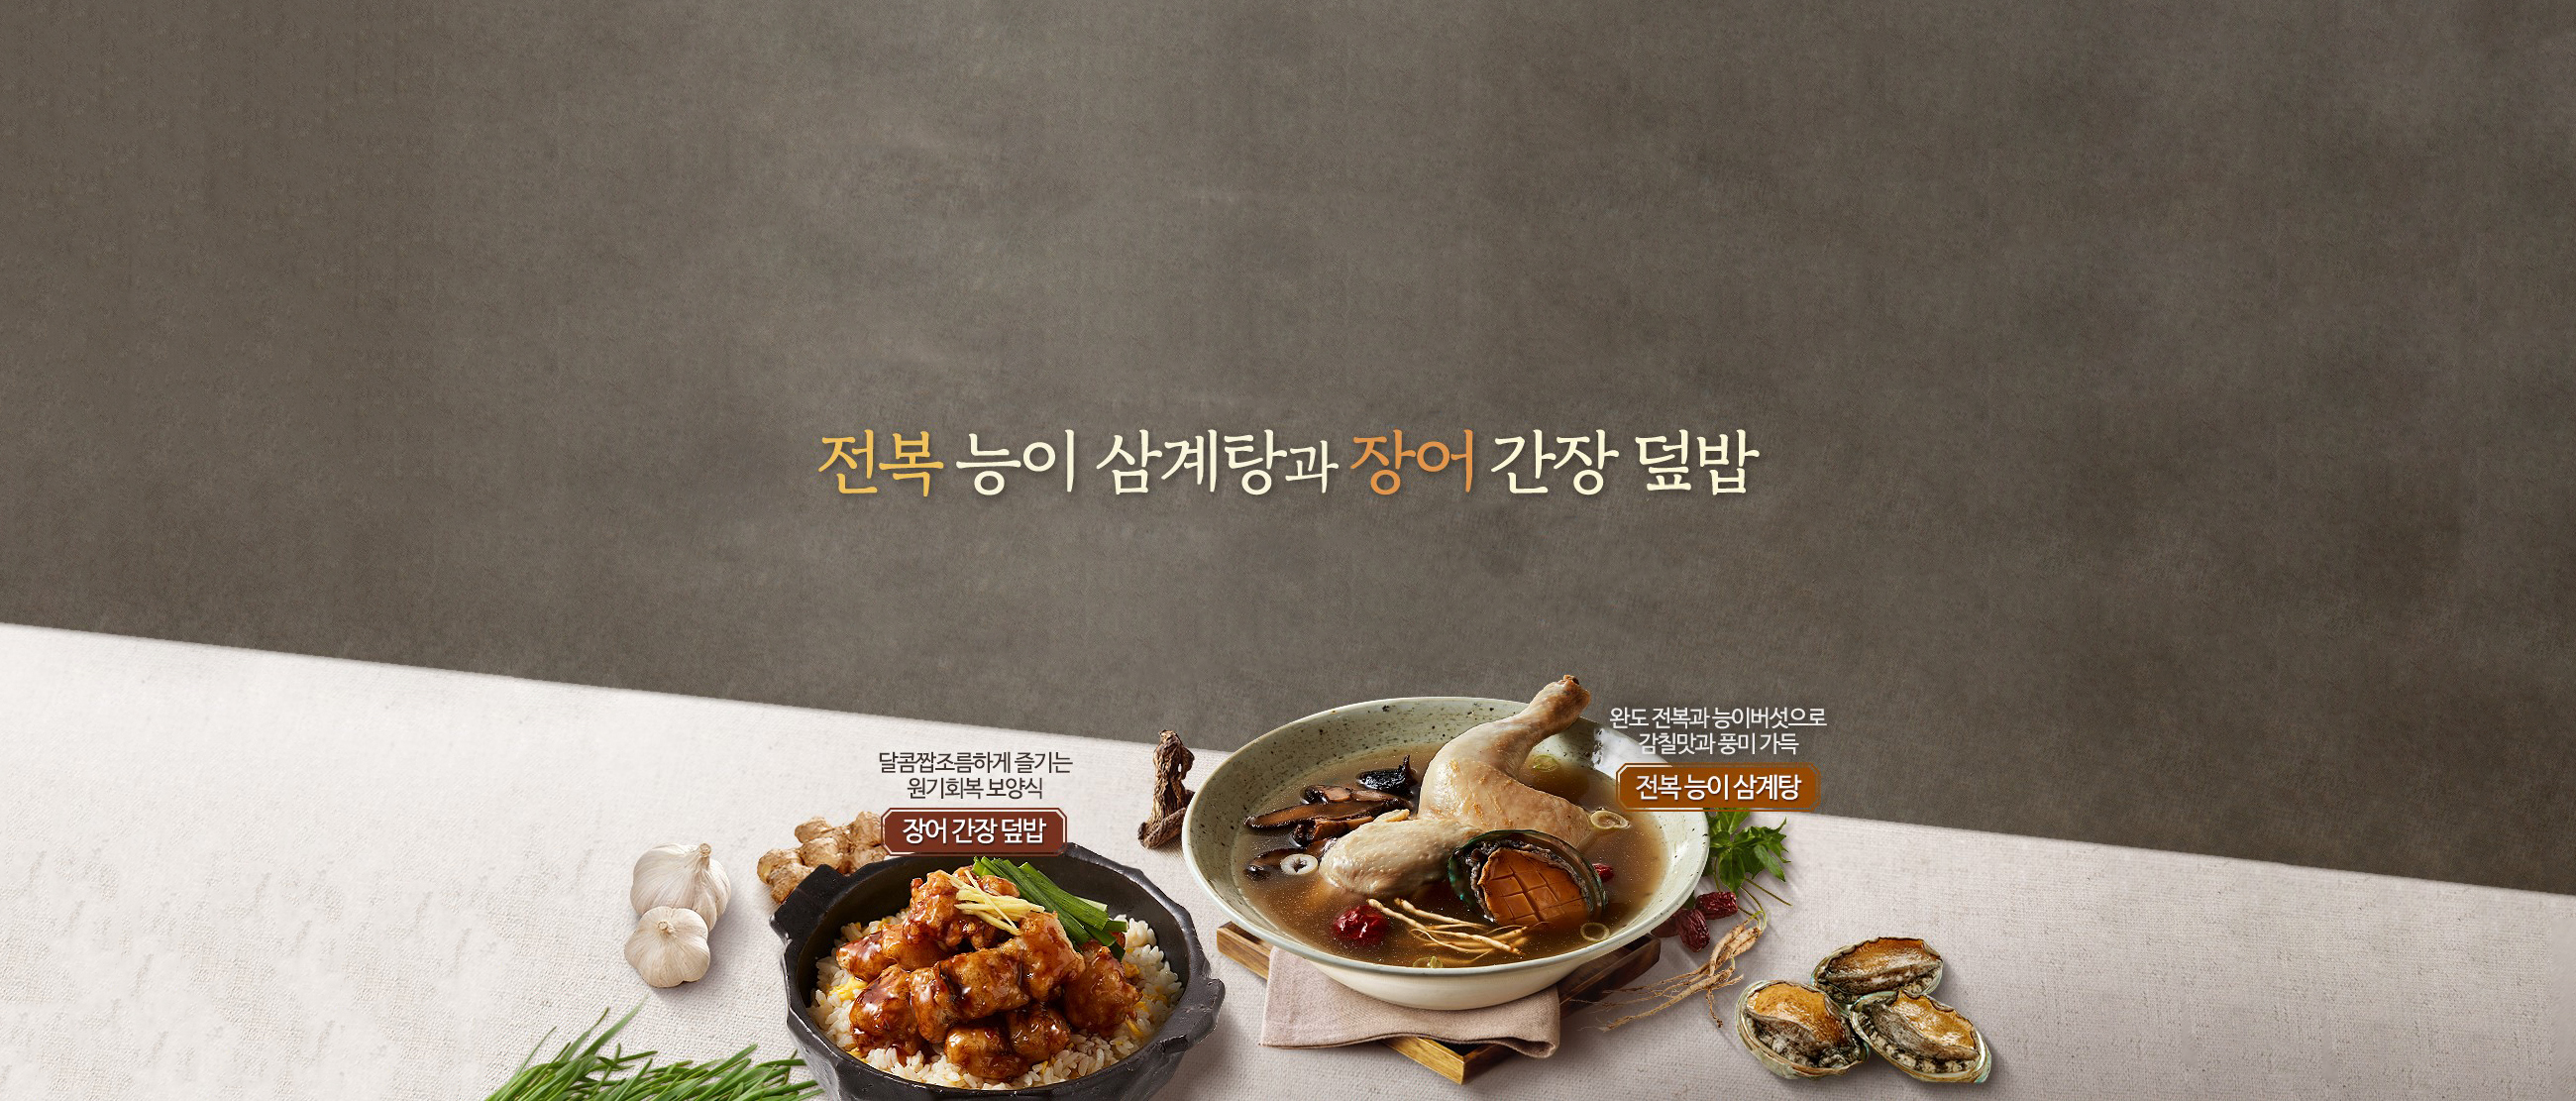 전복 능이 삼계탕과 장어 간장 덮밥
달콤짭조름하게 즐기는
원기회복 보양식
장어 간장 덮밥
완도 전복과 능이버섯으로
감칠맛과 풍미 가득
전복 능이 삼계탕